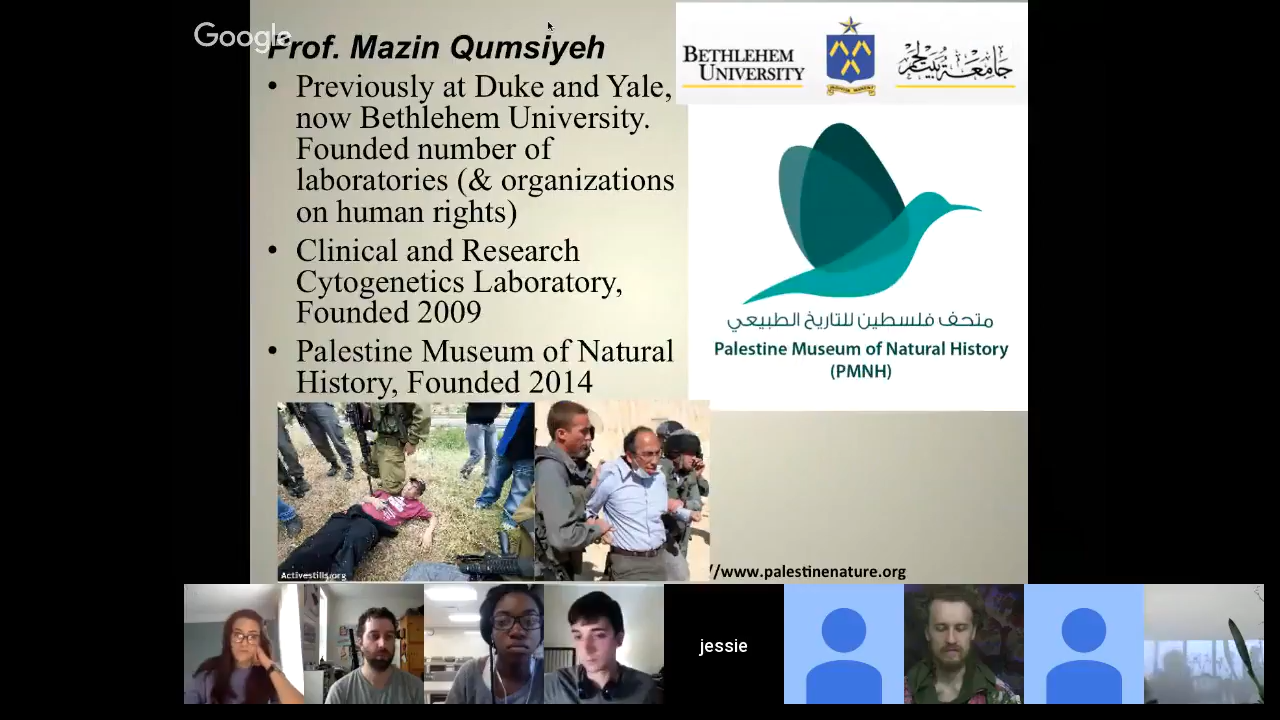 Google
Prof. Mazin Qumsiyeh
• Previously at Duke and Yale,
now Bethlehem University.
Founded number of
laboratories (& organizations
on human rights)
• Clinical and Research
Cytogenetics Laboratory,
Founded 2009
• Palestine Museum of Natural
History, Founded 2014
BETHLEHEM
UNIVERSITY
جامعة بيت لحم
متحف فلسطين للتاريخ الطبيعي
Palestine Museum of Natural History
(PMNH)
Activestills.org
//www.palestinenature.org
jessie